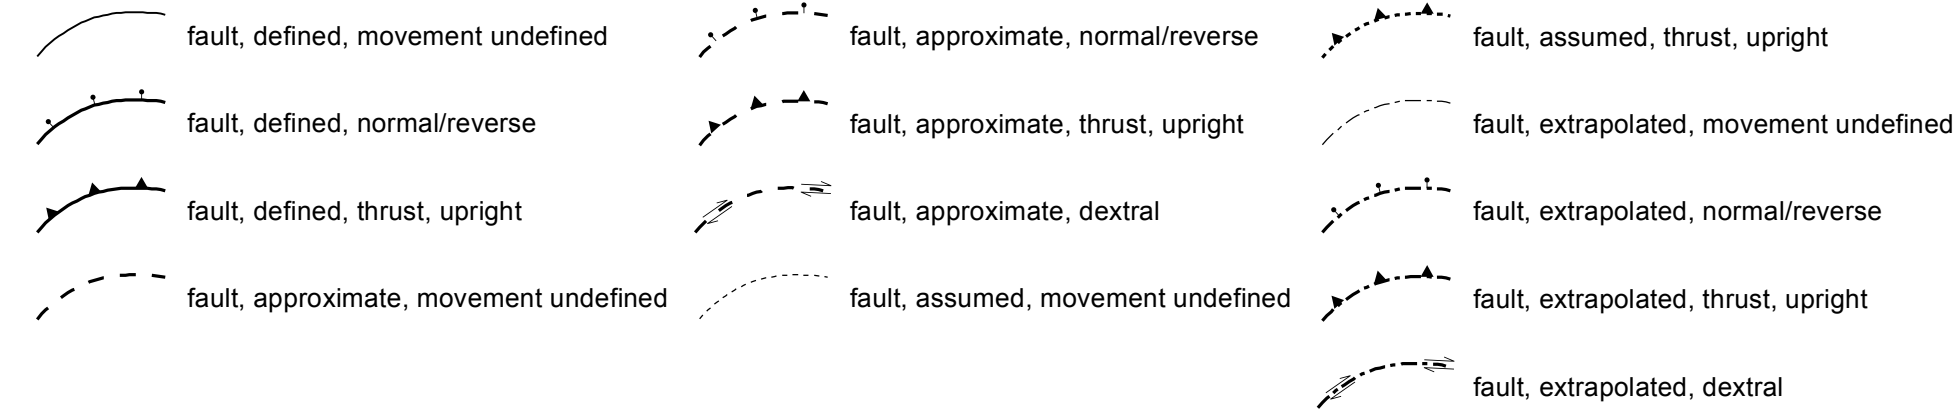 fault, defined, movement undefined
fault, defined, normal/reverse
fault, defined, thrust, upright
fault, approximate, movement undefined
fault, approximate, normal/reverse
fault, approximate, thrust, upright
fault, approximate, dextral
fault, assumed, movement undefined
fault, assumed, thrust, upright
fault, extrapolated, movement undefined
fault, extrapolated, normal/reverse
fault, extrapolated, thrust, upright
fault, extrapolated, dextral